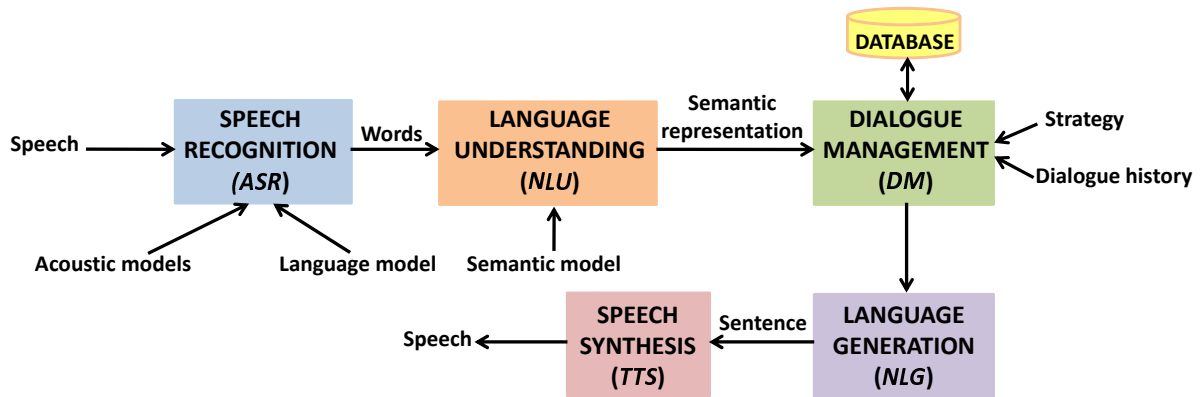 DATABASE
Speech
SPEECH
RECOGNITION
(ASR)
Words
LANGUAGE
UNDERSTANDING
(NLU)
Semantic
representation
DIALOGUE
MANAGEMENT
(DM)
Strategy
Dialogue history
Acoustic models
Language model
Semantic model
Speech
SPEECH
SYNTHESIS
(TTS)
Sentence
LANGUAGE
GENERATION
(NLG)